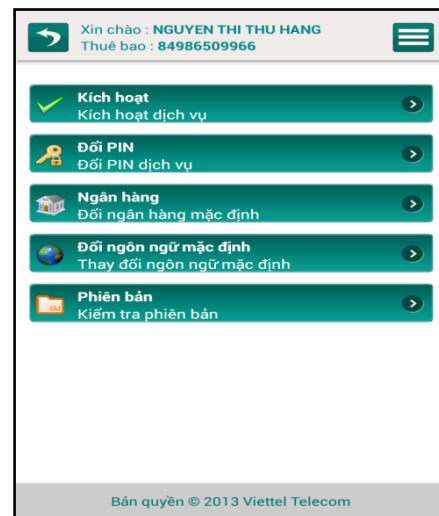 Xin chào : NGUYEN THI THU HANG
Thuê bao : 84986509966
Kích hoạt
Kích hoạt dịch vụ
Đổi PIN
Đổi PIN dịch vụ
Ngân hàng
Đổi ngân hàng mặc định
Đổi ngôn ngữ mặc định
Thay đổi ngôn ngữ mặc định
old
Phiên bản
Kiểm tra phiên bản
Bản quyền © 2013 Viettel Telecom